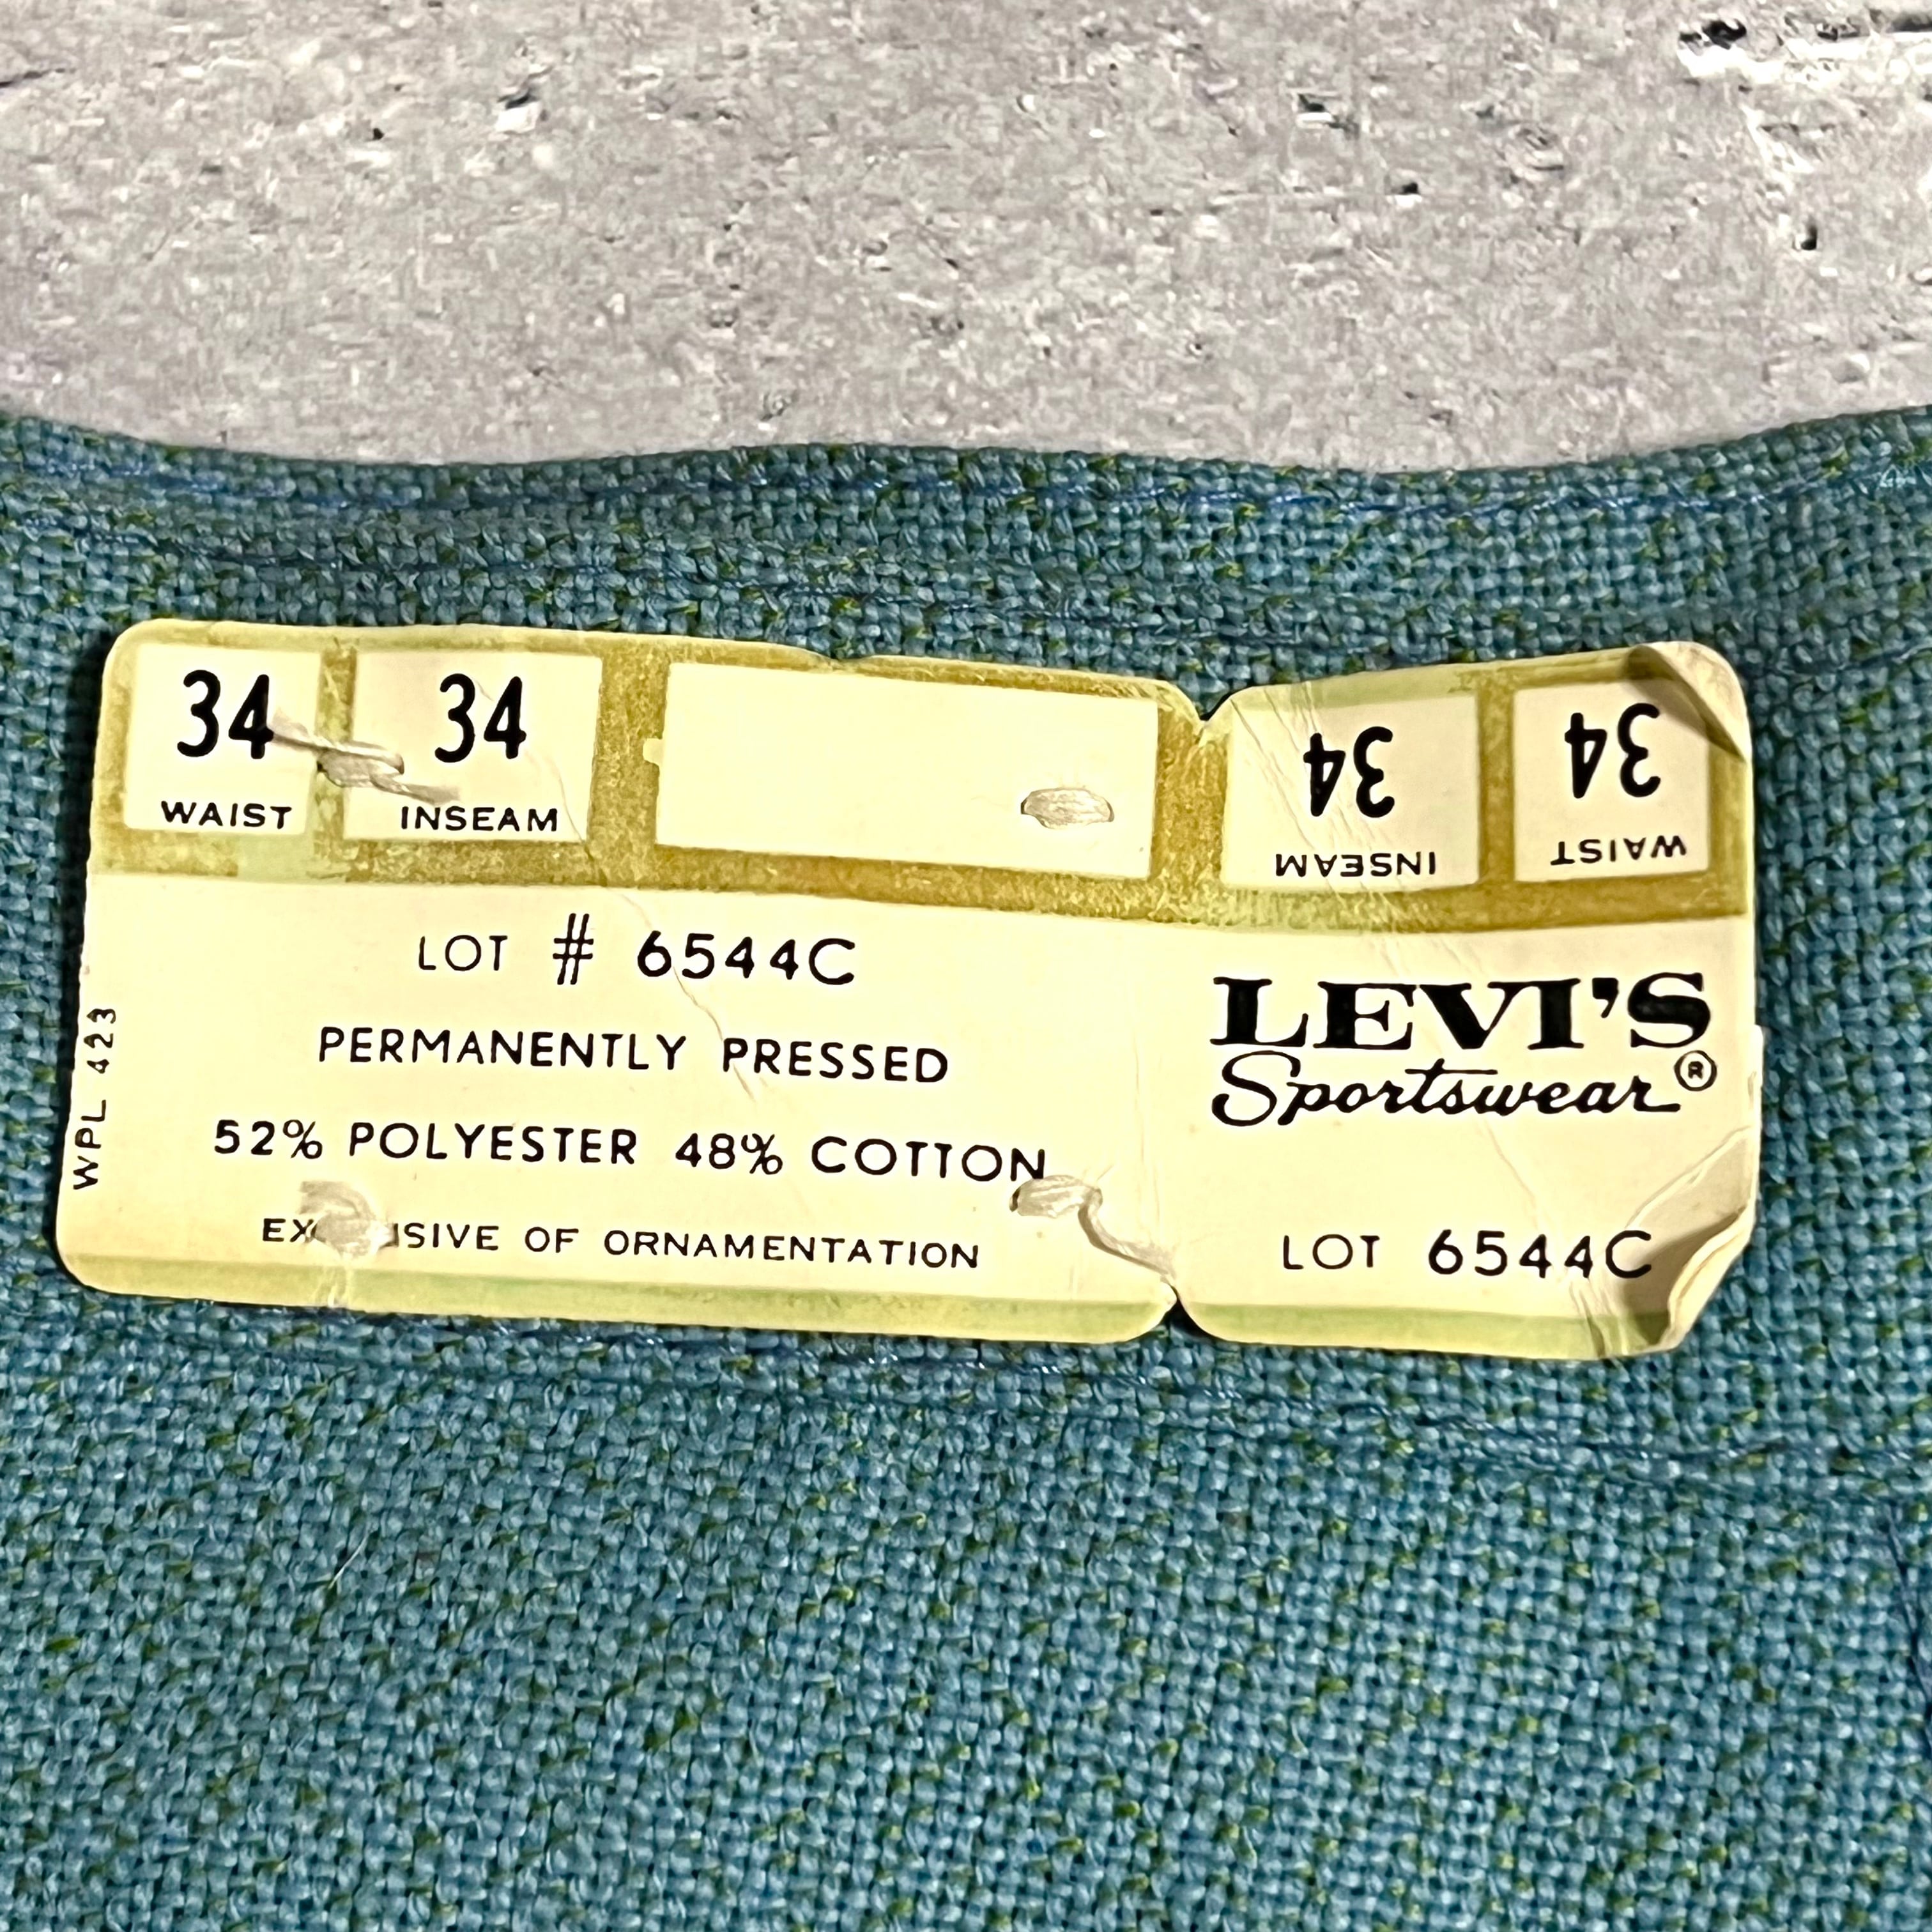 34 34
WAIST INSEAM
34 34
INSEAM WAIST
LOT # 6544C
PERMANENTLY PRESSED
52% POLYESTER 48% COTTON
OF ORNAMENTATION
WPL 423
LEVI'S
Sportswear®
LOT 6544C